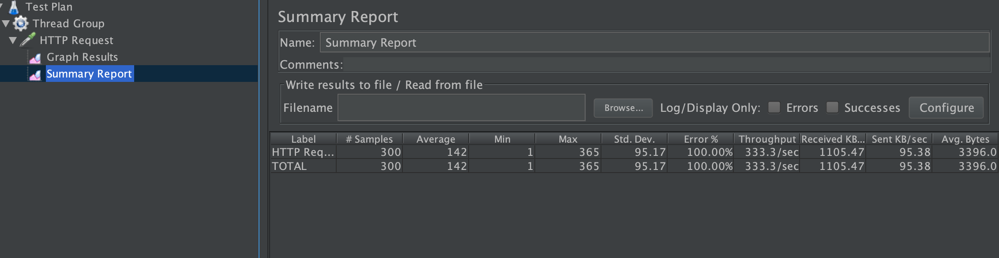 Test Plan
Thread Group
HTTP Request
Graph Results
Summary Report
Summary Report
Name: Summary Report
Comments:
Write results to file / Read from file
Filename Browse... Log/Display Only: Errors Successes Configure
Label # Samples Average Min Max Std. Dev. Error % Throughput Received KB... Sent KB/sec Avg. Bytes
HTTP Req... 300 142 1 365 95.17 100.00% 333.3/sec 1105.47 95.38 3396.0
TOTAL 300 142 1 365 95.17 100.00% 333.3/sec 1105.47 95.38 3396.0